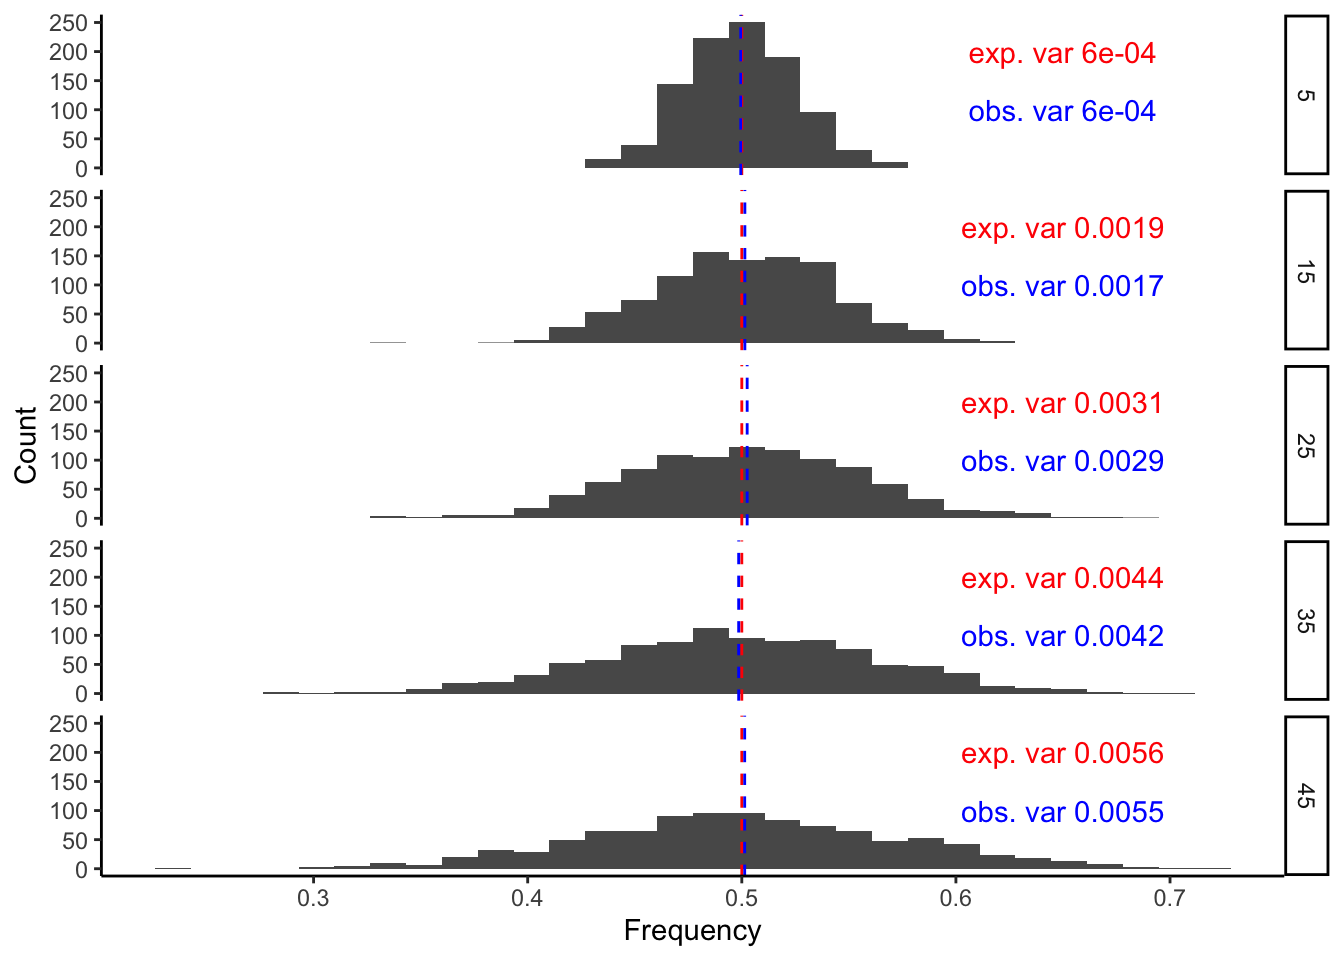 250
200
150
100
50
0
exp. var 6e-04
obs. var 6e-04
5
250
200
150
100
50
0
exp. var 0.0019
obs. var 0.0017
15
250
200
150
100
50
0
exp. var 0.0031
obs. var 0.0029
25
250
200
150
100
50
0
exp. var 0.0044
obs. var 0.0042
35
250
200
150
100
50
0
exp. var 0.0056
obs. var 0.0055
45
Count
0.3 0.4 0.5 0.6 0.7
Frequency